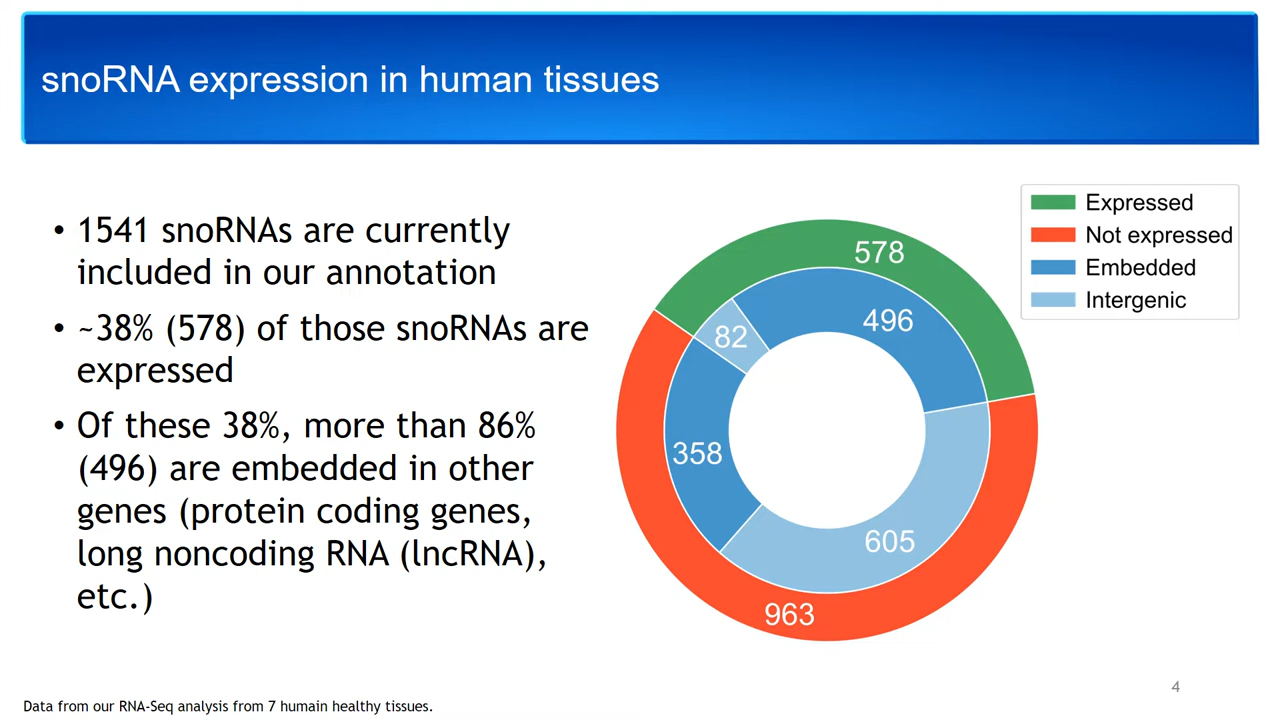 snoRNA expression in human tissues
• 1541 snoRNAs are currently
included in our annotation
• ~38% (578) of those snoRNAs are
expressed
• Of these 38%, more than 86%
(496) are embedded in other
genes (protein coding genes,
long noncoding RNA (lncRNA),
etc.)
Expressed
Not expressed
Embedded
Intergenic
578
496
82
358
605
963
4
Data from our RNA-Seq analysis from 7 humain healthy tissues.